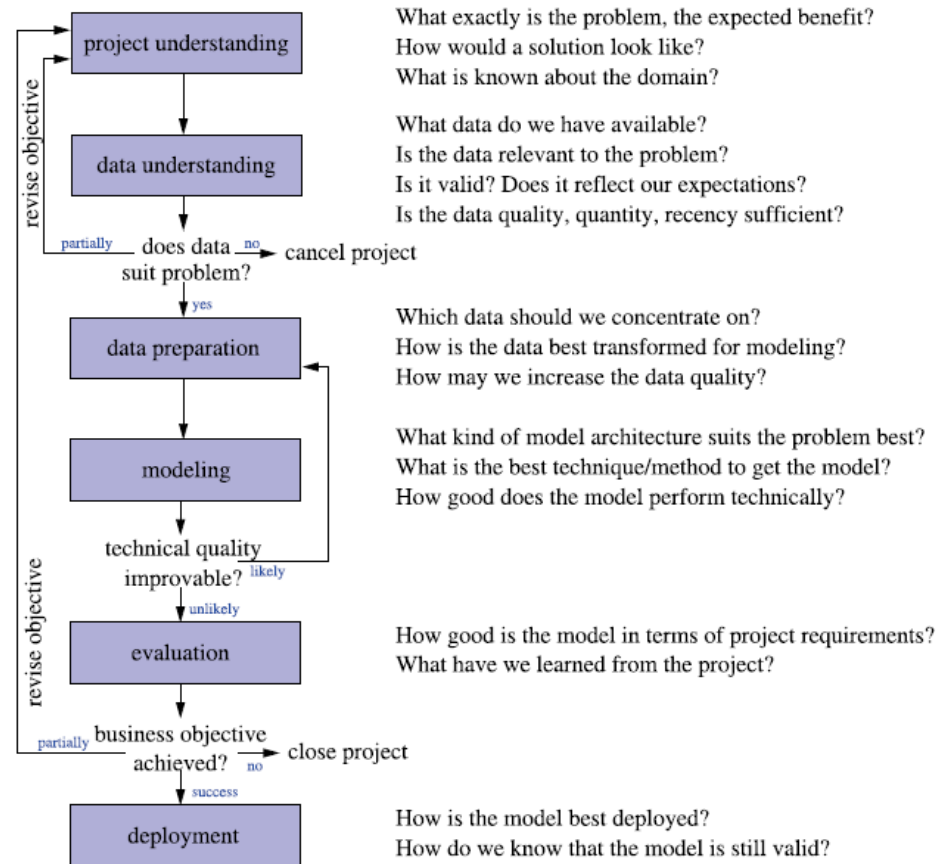 project understanding
What exactly is the problem, the expected benefit?
How would a solution look like?
What is known about the domain?
revise objective
data understanding
What data do we have available?
Is the data relevant to the problem?
Is it valid? Does it reflect our expectations?
Is the data quality, quantity, recency sufficient?
partially
does data
suit problem?
no
cancel project
yes
data preparation
Which data should we concentrate on?
How is the data best transformed for modeling?
How may we increase the data quality?
modeling
What kind of model architecture suits the problem best?
What is the best technique/method to get the model?
How good does the model perform technically?
technical quality
improvable?
likely
unlikely
revise objective
evaluation
How good is the model in terms of project requirements?
What have we learned from the project?
partially
business objective
achieved?
no
close project
success
deployment
How is the model best deployed?
How do we know that the model is still valid?